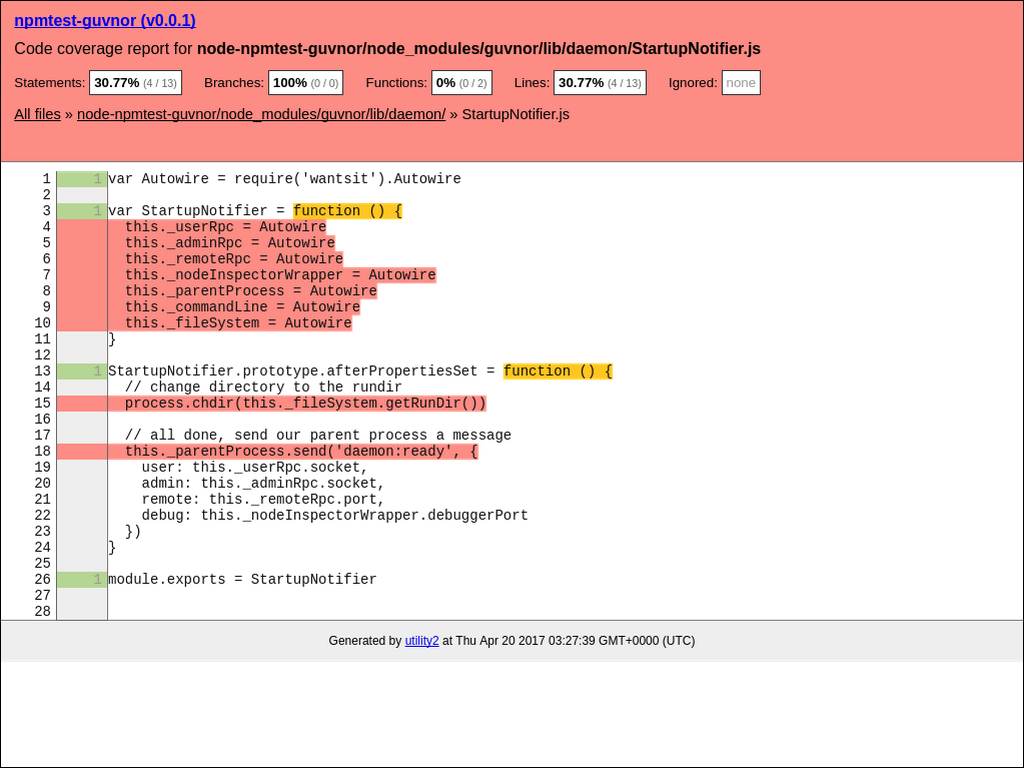 npmtest-guvnor (v0.0.1)
Code coverage report for node-npmtest-guvnor/node_modules/guvnor/lib/daemon/StartupNotifier.js
Statements: 30.77% (4 / 13) Branches: 100% (0 / 0) Functions: 0% (0 / 2) Lines: 30.77% (4 / 13) Ignored: none
All files » node-npmtest-guvnor/node_modules/guvnor/lib/daemon/ » StartupNotifier.js
1 1 var Autowire = require('wantsit').Autowire
2
3 1 var StartupNotifier = function () {
4   this._userRpc = Autowire
5   this._adminRpc = Autowire
6   this._remoteRpc = Autowire
7   this._nodeInspectorWrapper = Autowire
8   this._parentProcess = Autowire
9   this._commandLine = Autowire
10   this._fileSystem = Autowire
11 }
12
13 1 StartupNotifier.prototype.afterPropertiesSet = function () {
14   // change directory to the rundir
15   process.chdir(this._fileSystem.getRunDir())
16
17   // all done, send our parent process a message
18   this._parentProcess.send('daemon:ready', {
19     user: this._userRpc.socket,
20     admin: this._adminRpc.socket,
21     remote: this._remoteRpc.port,
22     debug: this._nodeInspectorWrapper.debuggerPort
23   })
24 }
25
26 1 module.exports = StartupNotifier
27
28
Generated by utility2 at Thu Apr 20 2017 03:27:39 GMT+0000 (UTC)